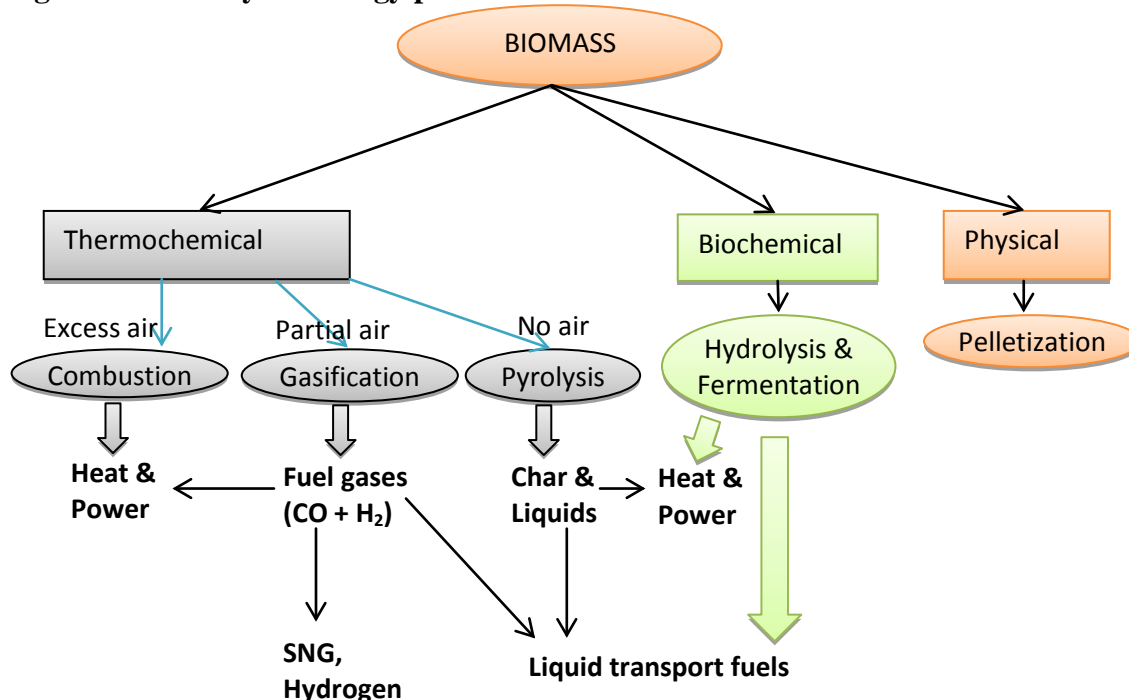 BIOMASS
Thermochemical
Biochemical
Physical
Excess air
Partial air
No air
Combustion
Gasification
Pyrolysis
Hydrolysis &
Fermentation
Pelletization
Heat &
Power
Fuel gases
(CO + H₂)
Char &
Liquids
Heat &
Power
SNG,
Hydrogen
Liquid transport fuels